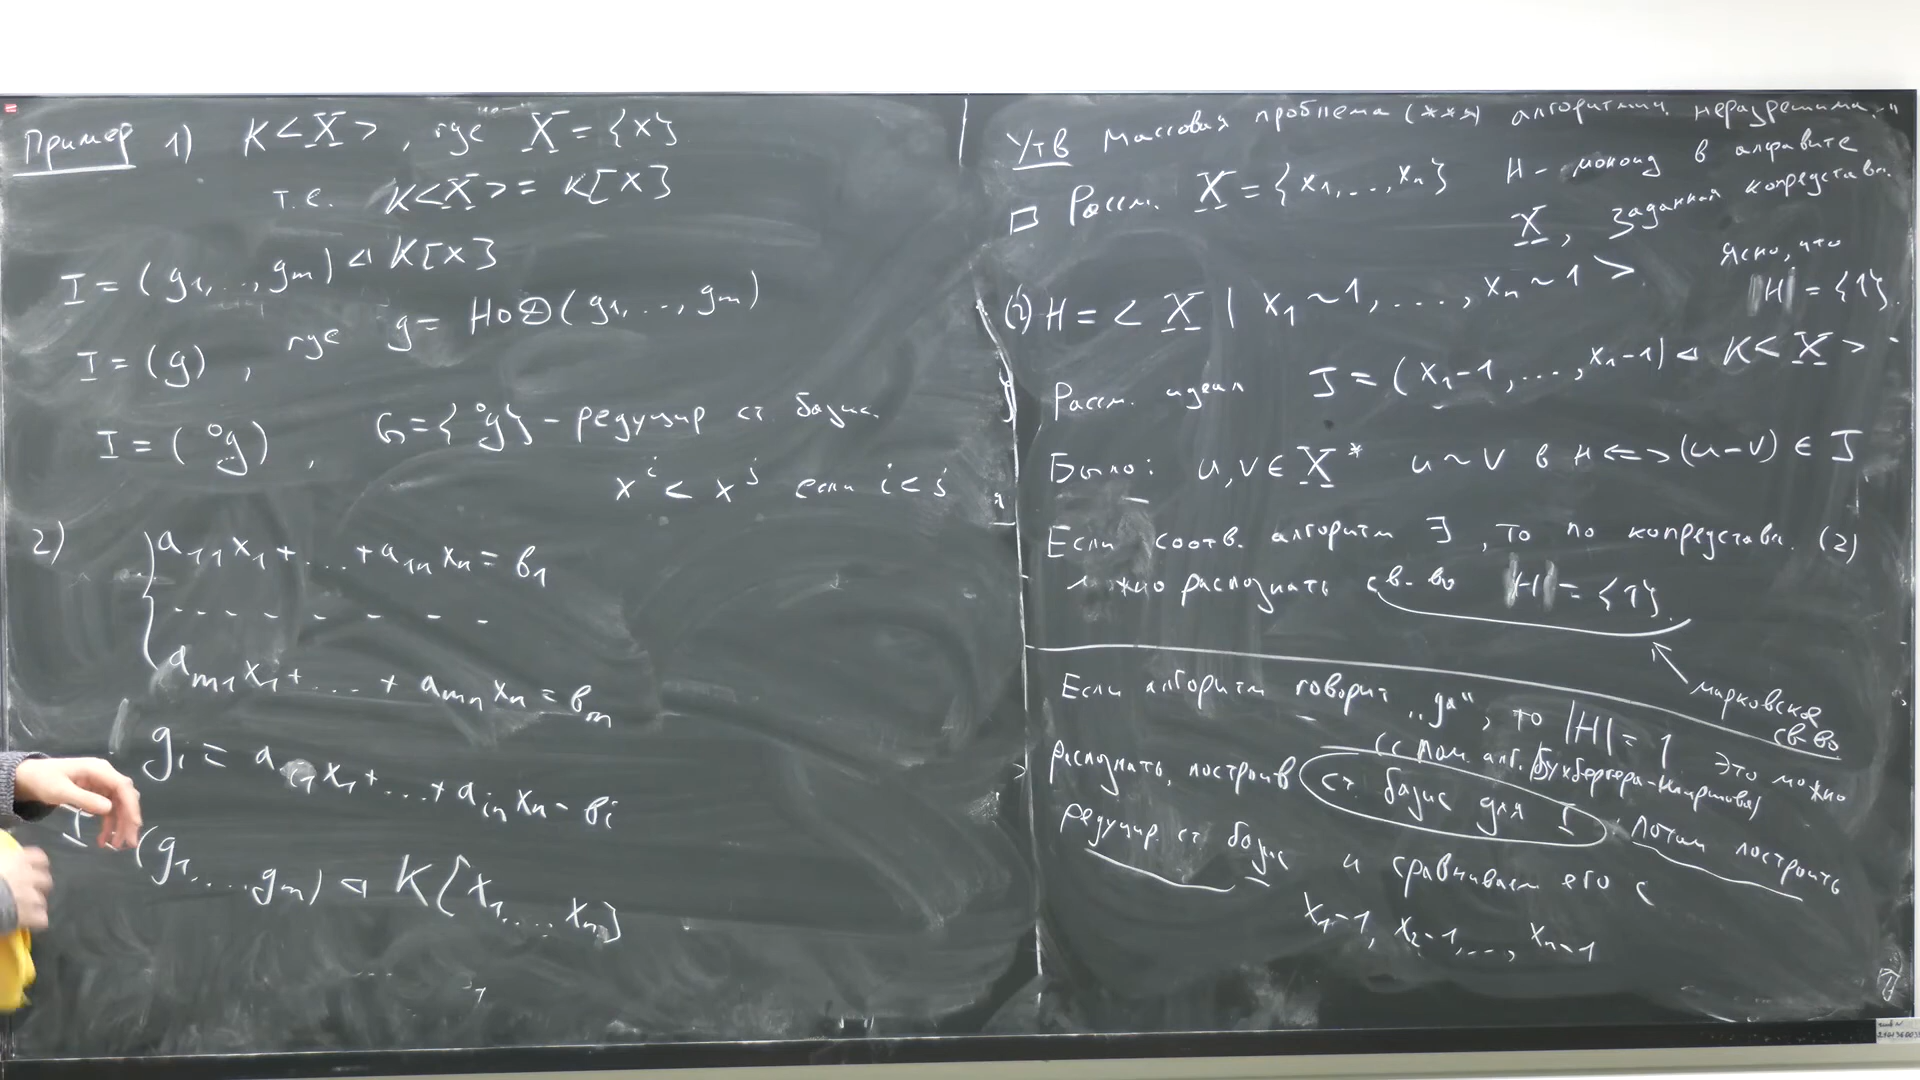 Пример 1) K<X>, где X = {x}
т.е. K<X> = K[x]
I = (g₁, ..., gₘ) ◁ K[x]
I = (g), где g = НОД(g₁, ..., gₘ)
I = (g̊), G = {g̊} – редуцир ст. базис.
xⁱ < xʲ если i < j
2) { a₁₁x₁ + ... + a₁ₙxₙ = b₁
- - - - - - - -
aₘ₁x₁ + ... + aₘₙxₙ = bₘ
gᵢ = aᵢ₁x₁ + ... + aᵢₙxₙ – bᵢ
I (g₁, ..., gₘ) ◁ K[x₁, ..., xₙ]
Утв Массовая проблема (***) алгоритмич. неразрешима.
□ Рассм. X = {x₁, ..., xₙ} H – моноид в алфавите
X, заданный копредставл.
(2) H = < X | x₁ ~ 1, ..., xₙ ~ 1 > Ясно, что
H = {1}.
Рассм. идеал J = (x₁–1, ..., xₙ–1) ◁ K<X>.
Было: u, v ∈ X* u ~ v в H <=> (u–v) ∈ J
Если соотв. алгоритм ∃, то по копредставл. (2)
можно распознать св-во H = {1}.
марковское
св-во
Если алгоритм говорит „да“, то |H| = 1 Это можно
(с пом. алг. Бухбергера-
распознать, построив ст. базис для I потом построить
редуцир. ст базис и сравниваем его с
x₁–1, x₂–1, ..., xₙ–1